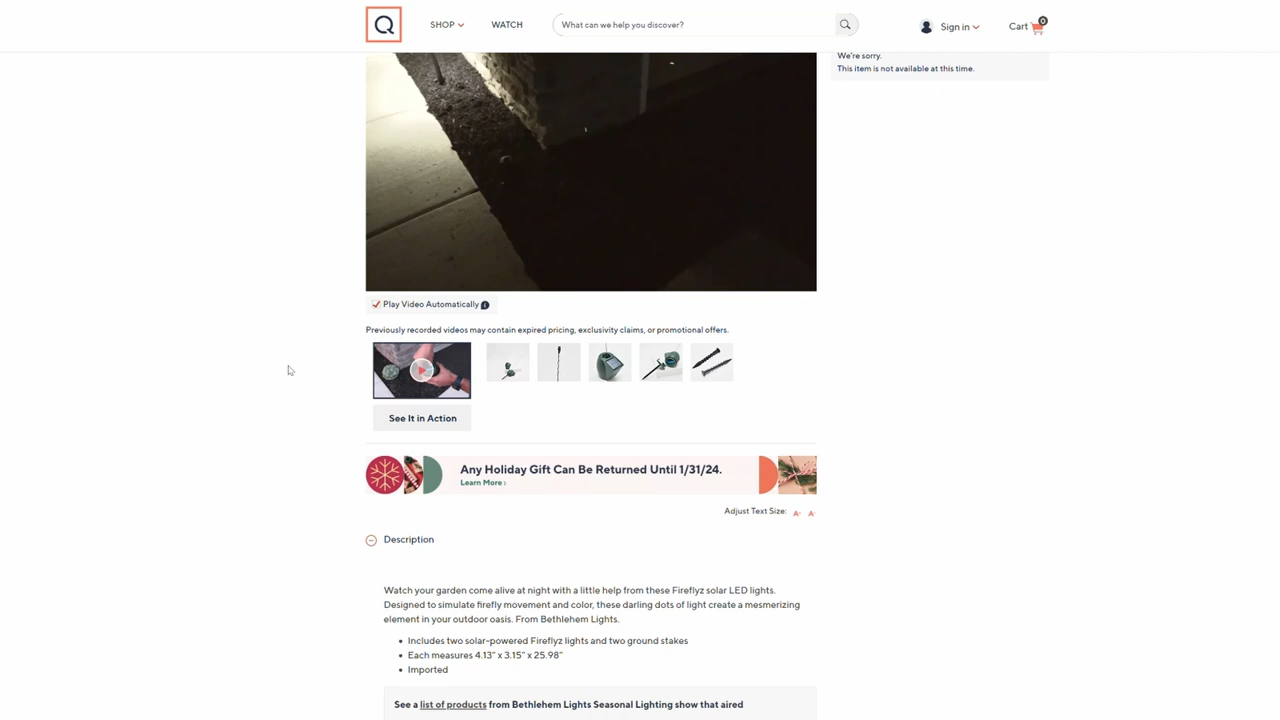 Q
SHOP
WATCH
What can we help you discover?
Sign in
Cart
0
We're sorry.
This item is not available at this time.
Play Video Automatically
Previously recorded videos may contain expired pricing, exclusivity claims, or promotional offers.
See It in Action
Any Holiday Gift Can Be Returned Until 1/31/24.
Learn More ›
Adjust Text Size:
Description
Watch your garden come alive at night with a little help from these Fireflyz solar LED lights.
Designed to simulate firefly movement and color, these darling dots of light create a mesmerizing
element in your outdoor oasis. From Bethlehem Lights.
• Includes two solar-powered Fireflyz lights and two ground stakes
• Each measures 4.13" x 3.15" x 25.98"
• Imported
See a list of products from Bethlehem Lights Seasonal Lighting show that aired